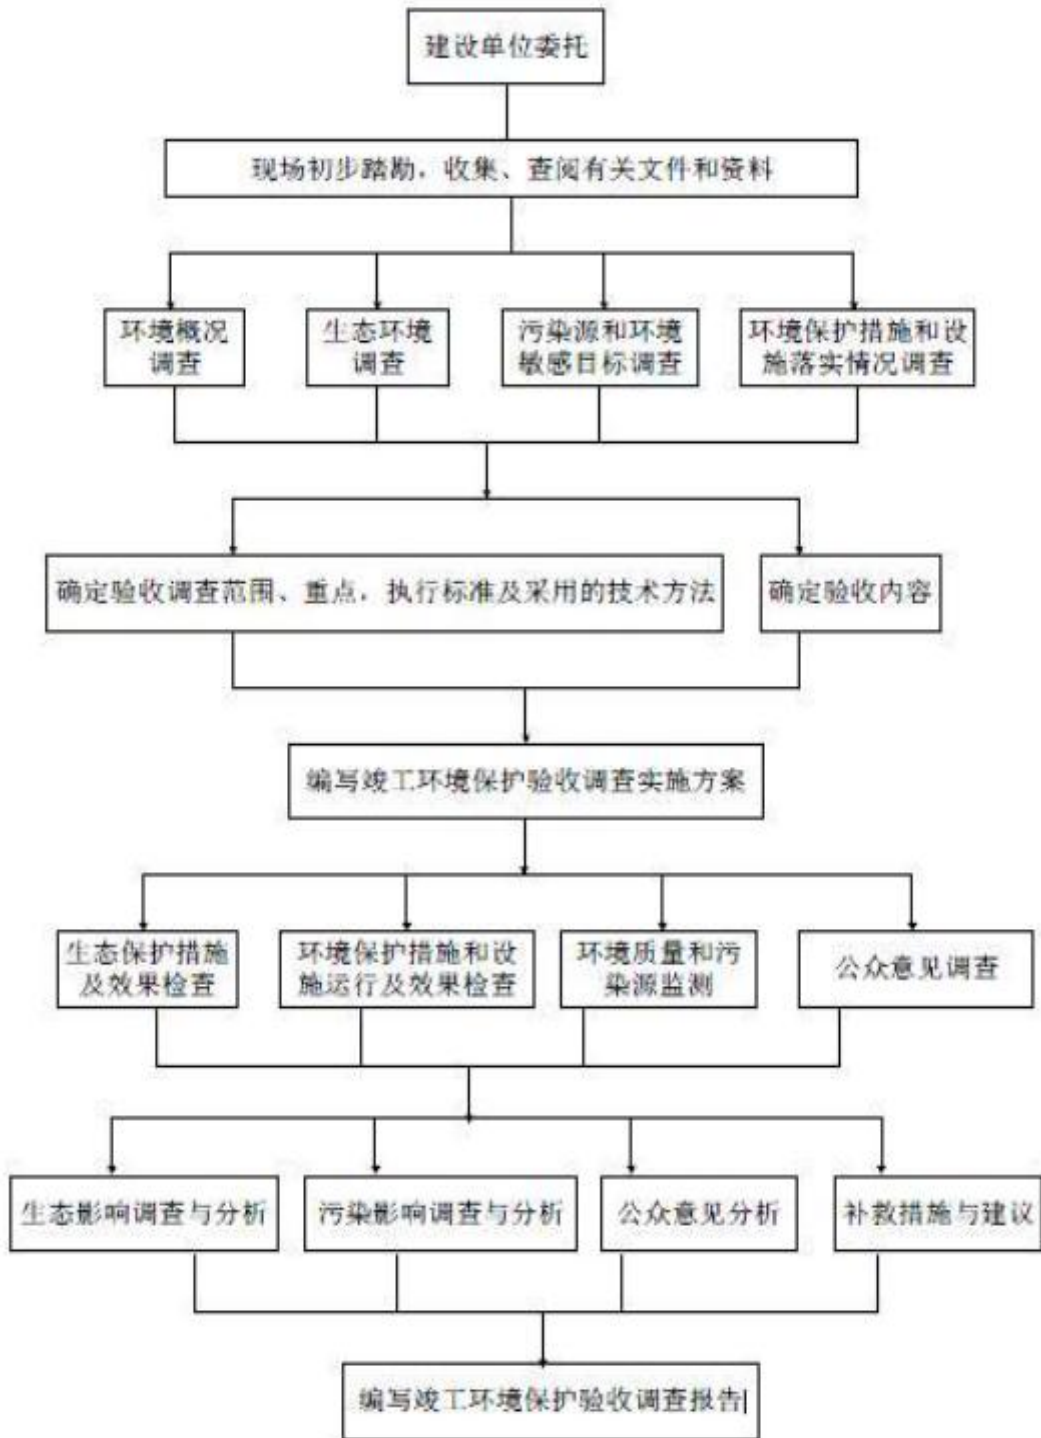 建设单位委托
现场初步踏勘，收集、查阅有关文件和资料
环境概况
调查
生态环境
调查
污染源和环境
敏感目标调查
环境保护措施和设
施落实情况调查
确定验收调查范围、重点，执行标准及采用的技术方法
确定验收内容
编写竣工环境保护验收调查实施方案
生态保护措施
及效果检查
环境保护措施和设
施运行及效果检查
环境质量和污
染源监测
公众意见调查
生态影响调查与分析
污染影响调查与分析
公众意见分析
补救措施与建议
编写竣工环境保护验收调查报告